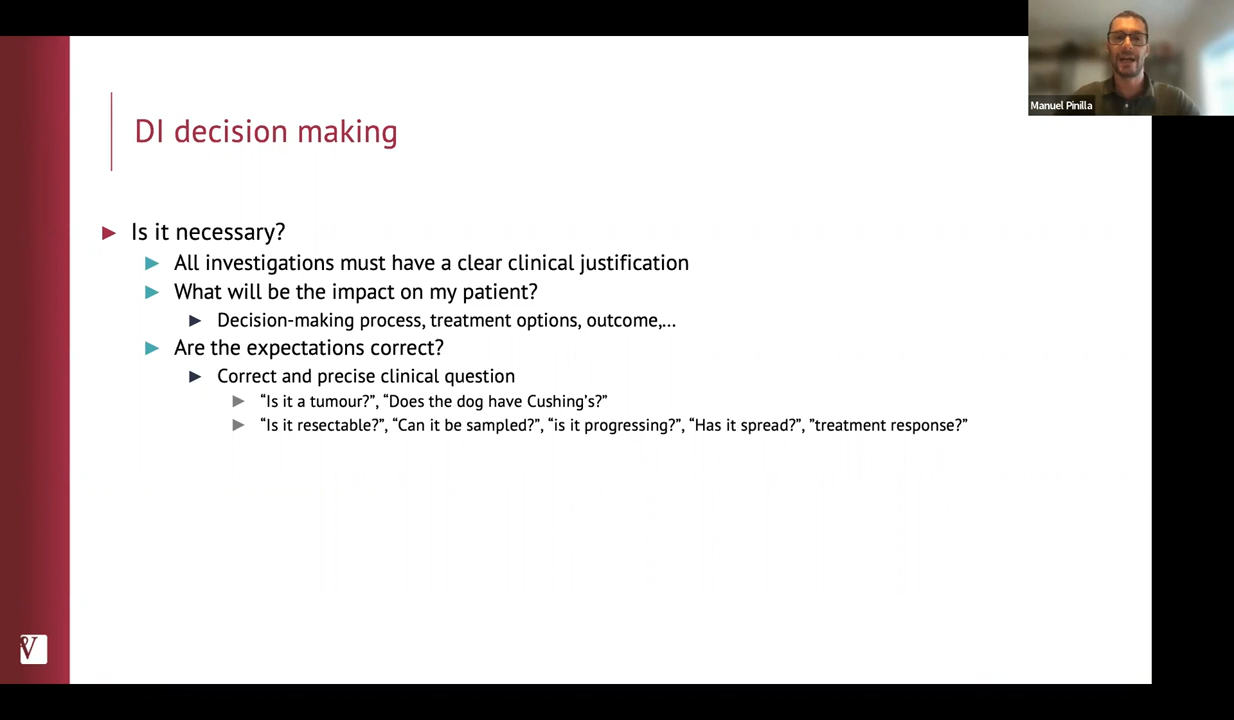 Manuel Pinilla
DI decision making
Is it necessary?
All investigations must have a clear clinical justification
What will be the impact on my patient?
Decision-making process, treatment options, outcome,...
Are the expectations correct?
Correct and precise clinical question
“Is it a tumour?”, “Does the dog have Cushing’s?”
“Is it resectable?”, “Can it be sampled?”, “is it progressing?”, “Has it spread?”, ”treatment response?”
V